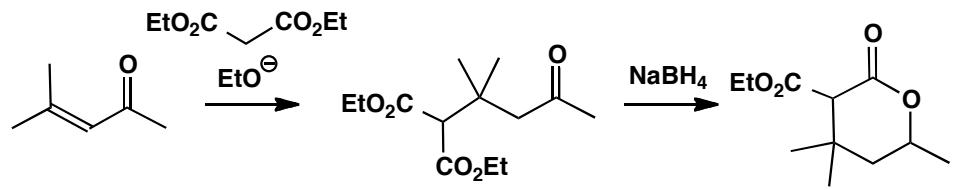 EtO₂C CO₂Et
O
EtO⊖
EtO₂C
O
CO₂Et
NaBH₄
EtO₂C
O
O